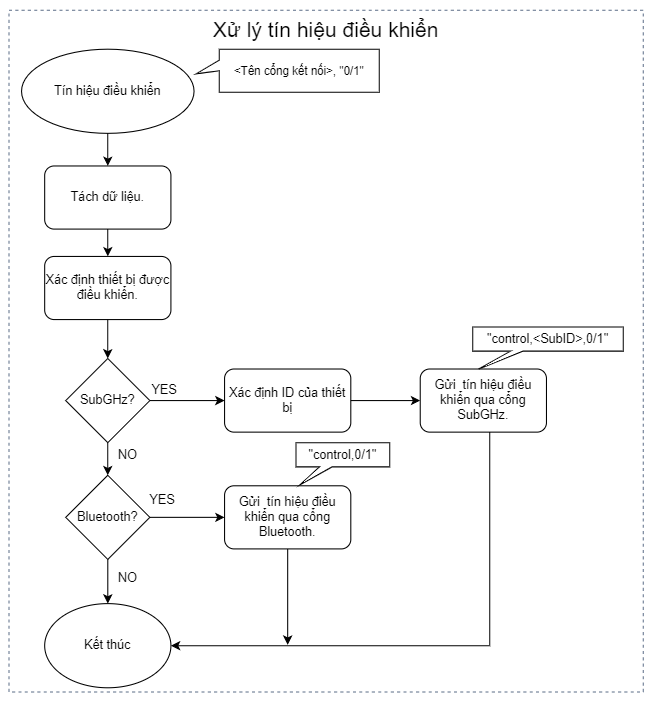 Xử lý tín hiệu điều khiển
Tín hiệu điều khiển
<Tên cổng kết nối>, "0/1"
Tách dữ liệu.
Xác định thiết bị được
điều khiển.
SubGHz?
YES
Xác định ID của thiết
bị
"control,<SubID>,0/1"
Gửi tín hiệu điều
khiển qua cổng
SubGHz.
NO
Bluetooth?
YES
"control,0/1"
Gửi tín hiệu điều
khiển qua cổng
Bluetooth.
NO
Kết thúc